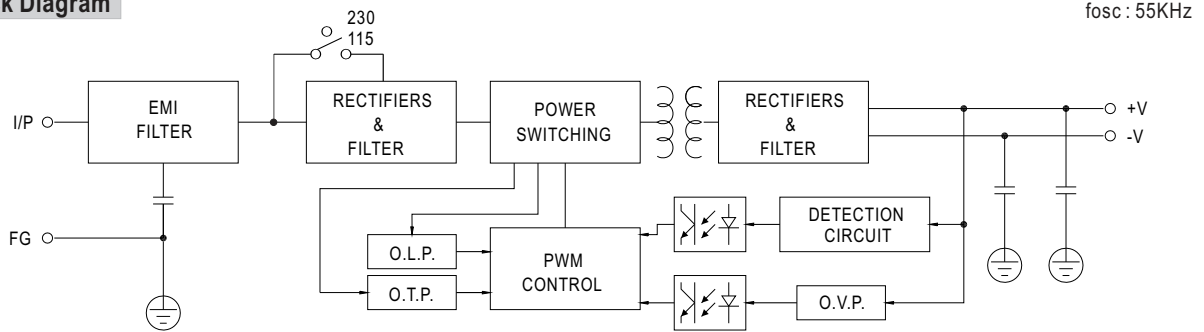 k Diagram
fosc : 55KHz
230
115
I/P
EMI
FILTER
RECTIFIERS
&
FILTER
POWER
SWITCHING
RECTIFIERS
&
FILTER
+V
-V
FG
O.L.P.
O.T.P.
PWM
CONTROL
DETECTION
CIRCUIT
O.V.P.